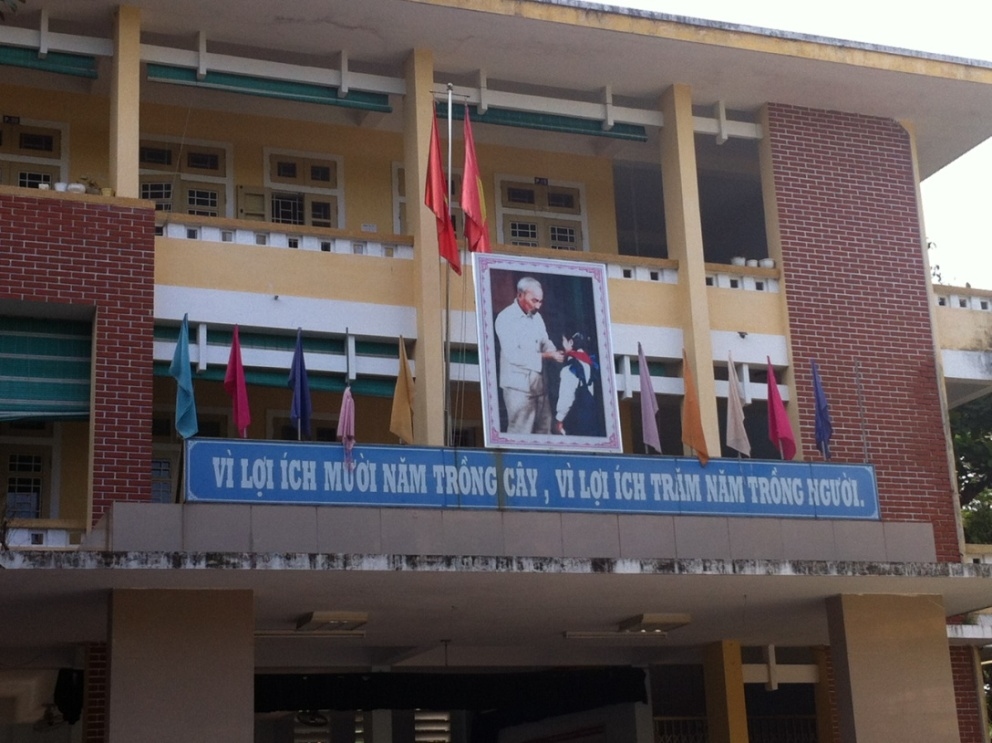 VÌ LỢI ÍCH MƯỜI NĂM TRỒNG CÂY , VÌ LỢI ÍCH TRĂM NĂM TRỒNG NGƯỜI.